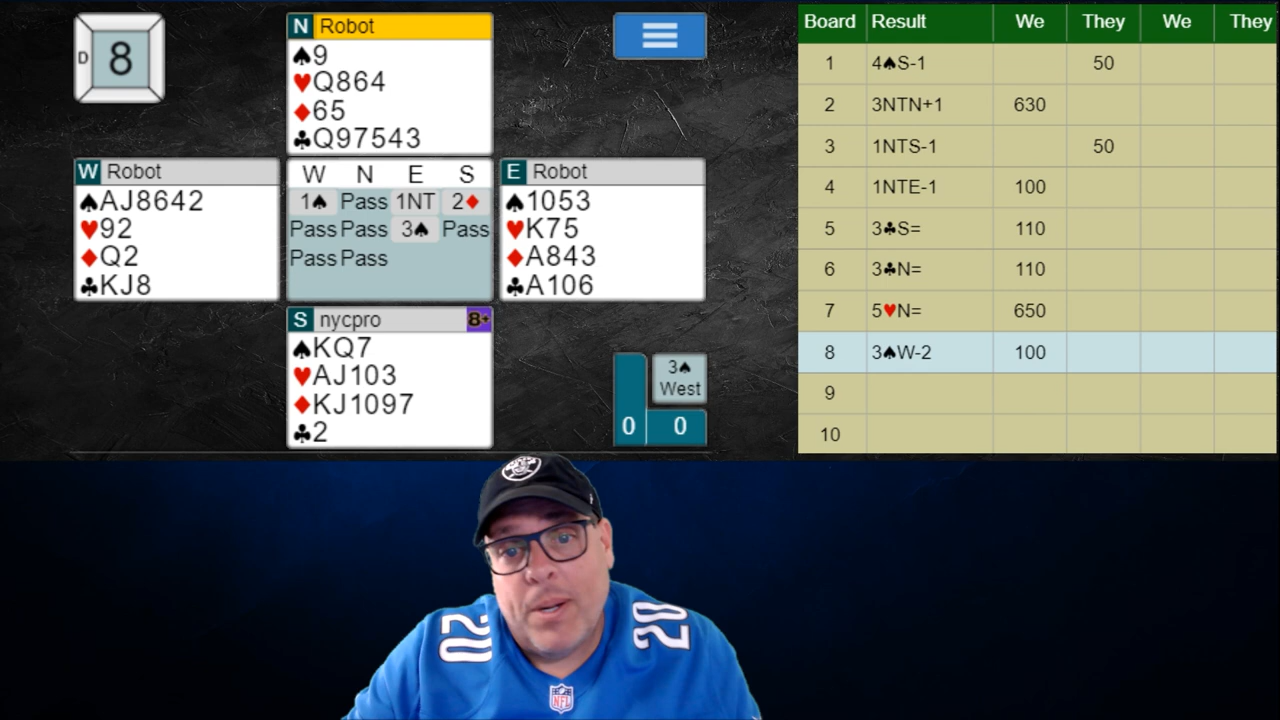 D 8
N Robot
♠9
♥Q864
♦65
♣Q97543
W Robot
♠AJ8642
♥92
♦Q2
♣KJ8
W N E S
1♠ Pass 1NT 2♦
Pass Pass 3♠ Pass
Pass Pass
E Robot
♠1053
♥K75
♦A843
♣A106
S nycpro 8+
♠KQ7
♥AJ103
♦KJ1097
♣2
3♠
West
0 0
Board Result We They We They
1 4♠S-1 50
2 3NTN+1 630
3 1NTS-1 50
4 1NTE-1 100
5 3♣S= 110
6 3♣N= 110
7 5♥N= 650
8 3♠W-2 100
9
10
20 20
NFL